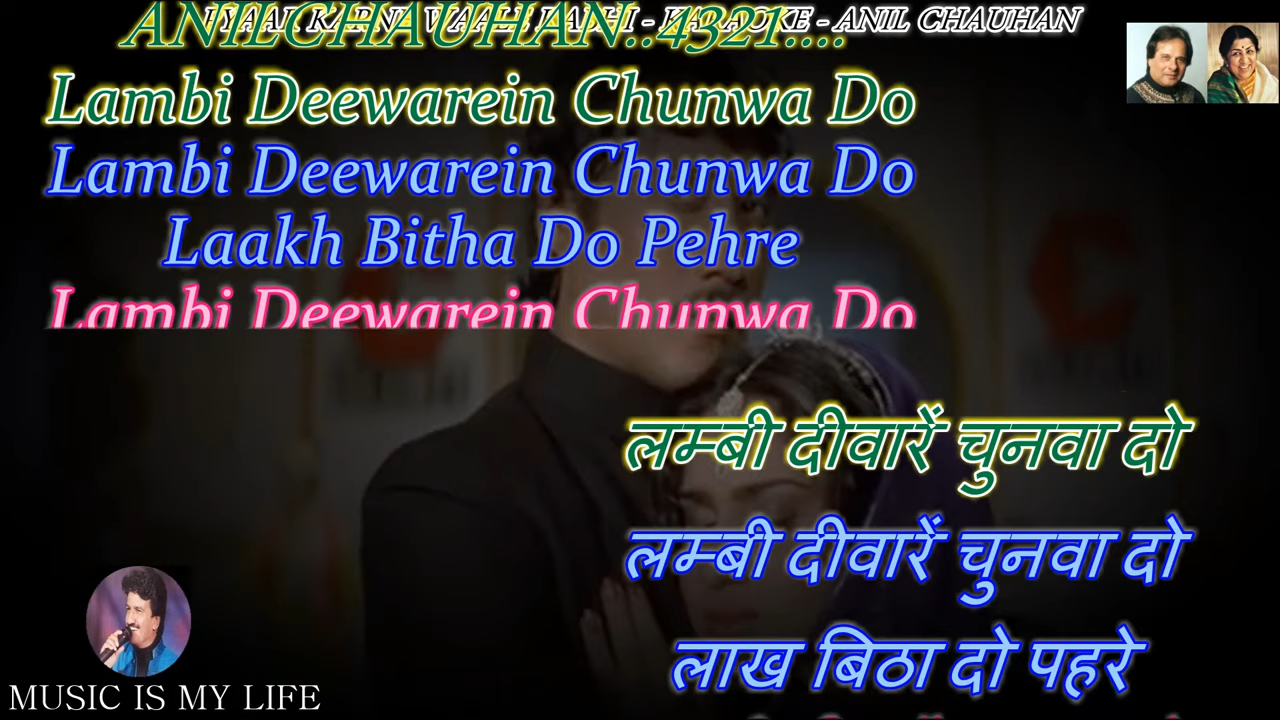 KARAOKE - ANIL CHAUHAN
ANILCHAUHAN..4321....
Lambi Deewarein Chunwa Do
Lambi Deewarein Chunwa Do
Laakh Bitha Do Pehre
Lambi Deewarein Chunwa Do
लम्बी दीवारें चुनवा दो
लम्बी दीवारें चुनवा दो
लाख बिठा दो पहरे
MUSIC IS MY LIFE